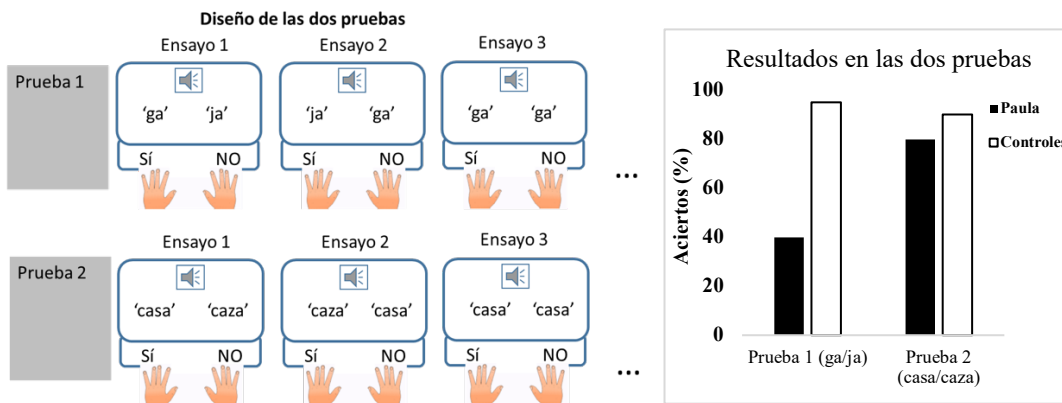 Diseño de las dos pruebas
Ensayo 1 Ensayo 2 Ensayo 3
Prueba 1
‘ga’ ‘ja’ ‘ja’ ‘ga’ ‘ga’ ‘ga’
Sí NO Sí NO Sí NO
...
Ensayo 1 Ensayo 2 Ensayo 3
Prueba 2
‘casa’ ‘caza’ ‘caza’ ‘casa’ ‘casa’ ‘casa’
Sí NO Sí NO Sí NO
...
Resultados en las dos pruebas
Aciertos (%)
100
80
60
40
20
0
Paula
Controles
Prueba 1 (ga/ja) Prueba 2
(casa/caza)